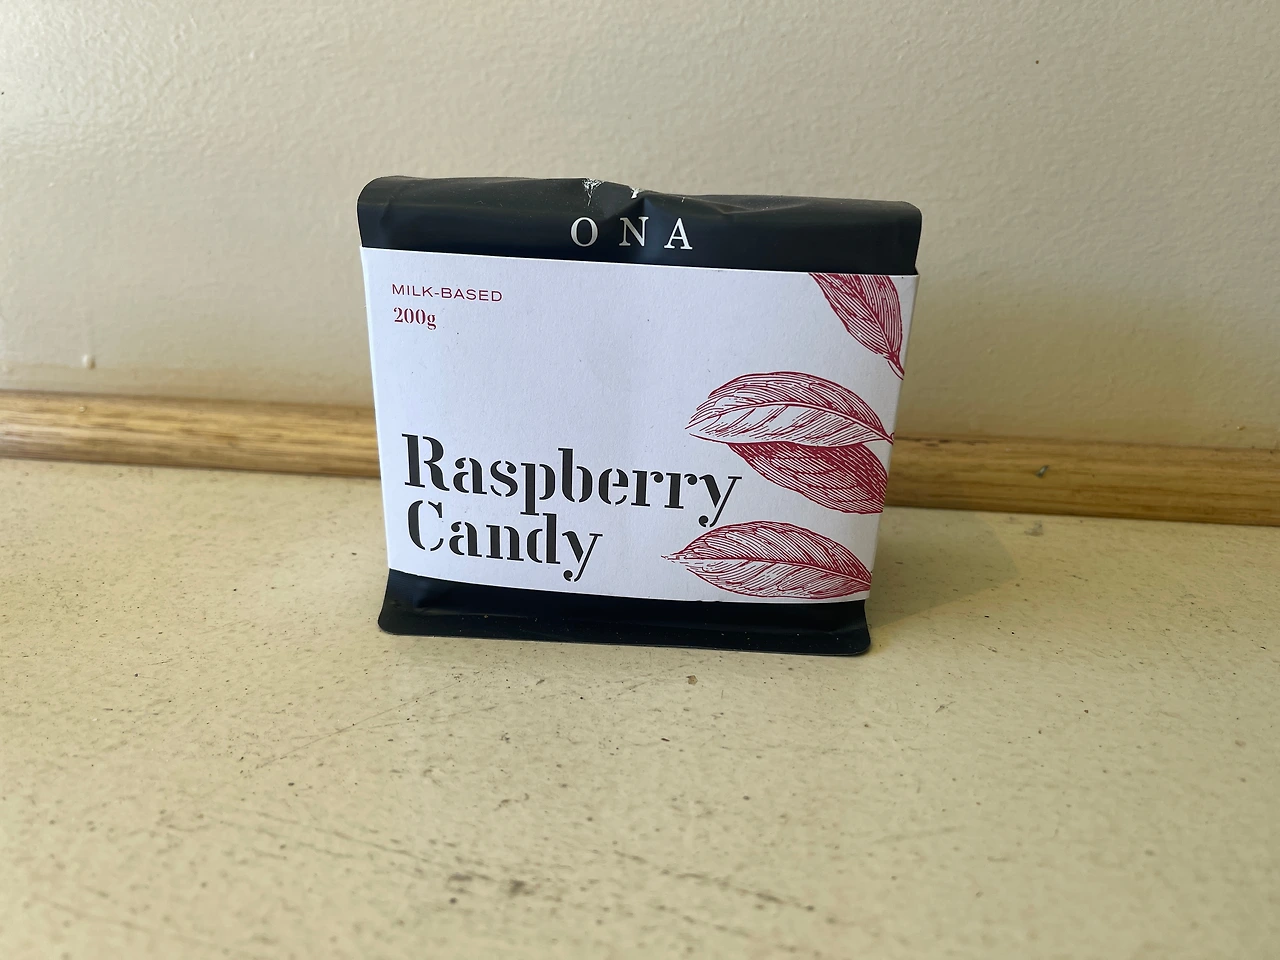 ONA
MILK-BASED
200g
Raspberry
Candy